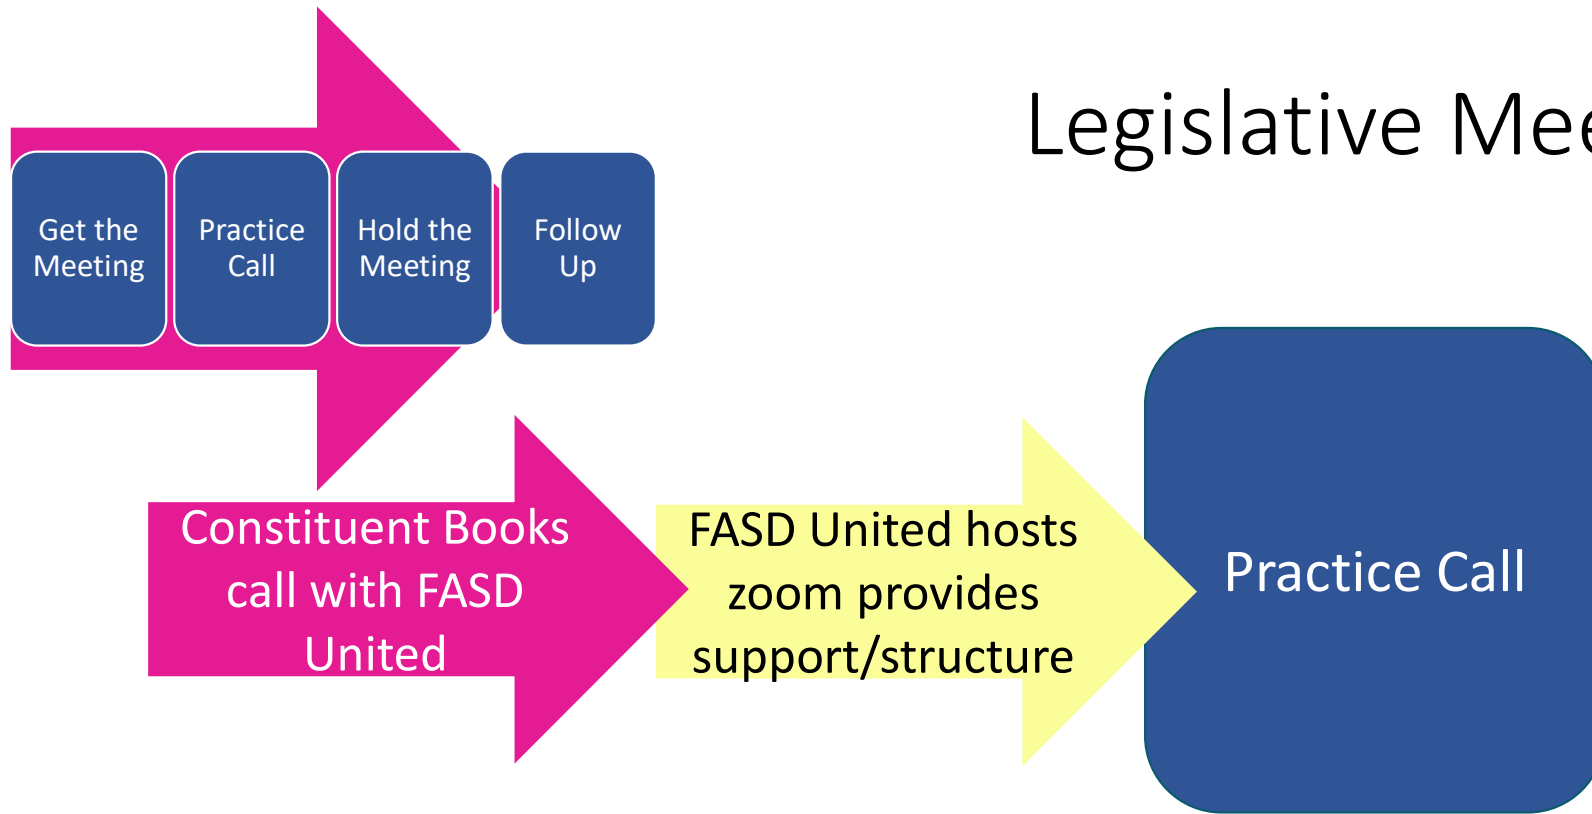 Legislative Mee
Get the
Meeting
Practice
Call
Hold the
Meeting
Follow
Up
Constituent Books
call with FASD
United
FASD United hosts
zoom provides
support/structure
Practice Call